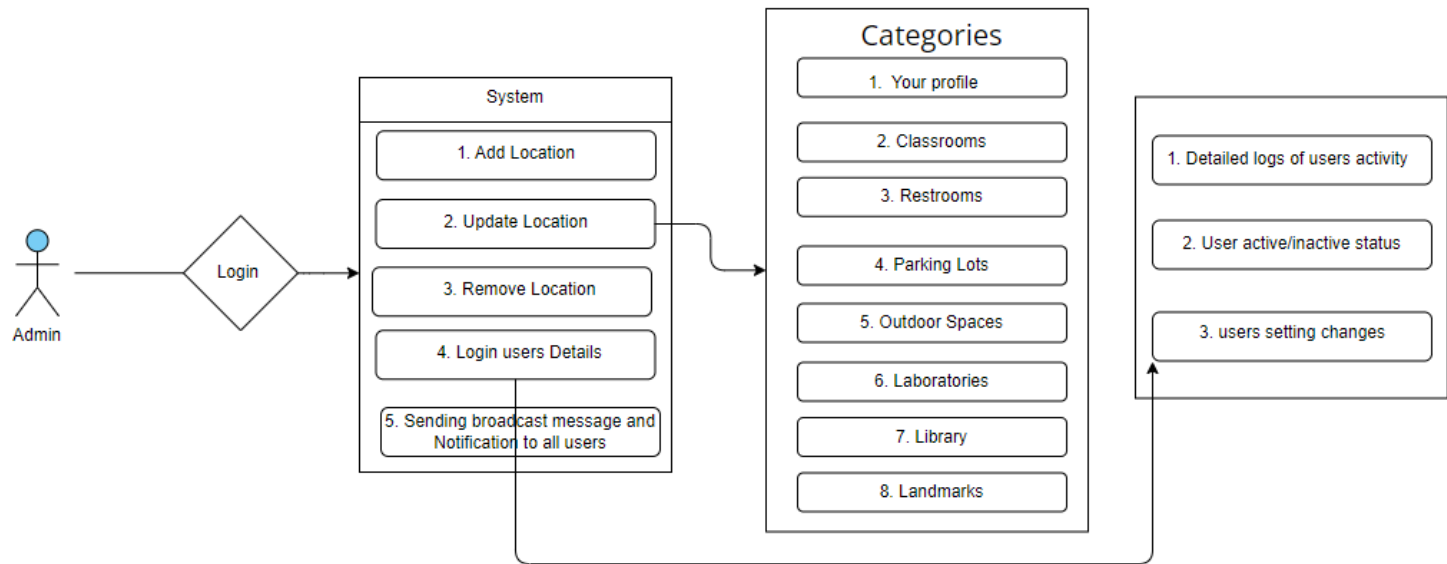 Admin
Login
System
1. Add Location
2. Update Location
3. Remove Location
4. Login users Details
5. Sending broadcast message and
Notification to all users
Categories
1. Your profile
2. Classrooms
3. Restrooms
4. Parking Lots
5. Outdoor Spaces
6. Laboratories
7. Library
8. Landmarks
1. Detailed logs of users activity
2. User active/inactive status
3. users setting changes